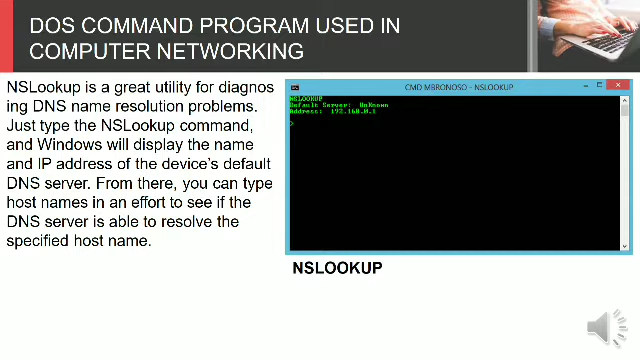 DOS COMMAND PROGRAM USED IN
COMPUTER NETWORKING
NSLookup is a great utility for diagnos
ing DNS name resolution problems.
Just type the NSLookup command,
and Windows will display the name
and IP address of the device's default
DNS server. From there, you can type
host names in an effort to see if the
DNS server is able to resolve the
specified host name.
CMD MBRONOSO - NSLOOKUP
NSLOOKUP
Default Server: UnKnown
Address: 192.168.0.1
>
NSLOOKUP